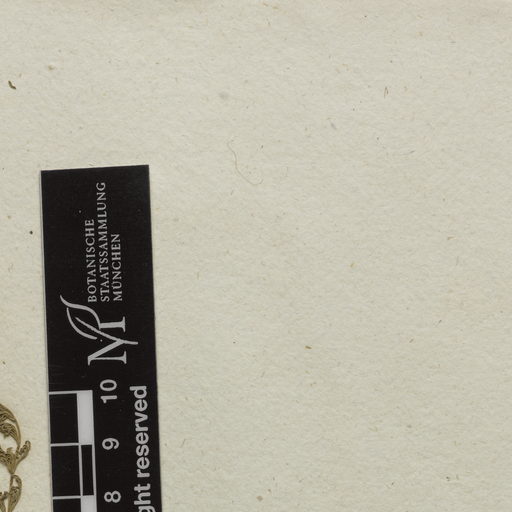 BOTANISCHE
STAATSSAMMLUNG
MÜNCHEN
M
10
9
8
ght reserved